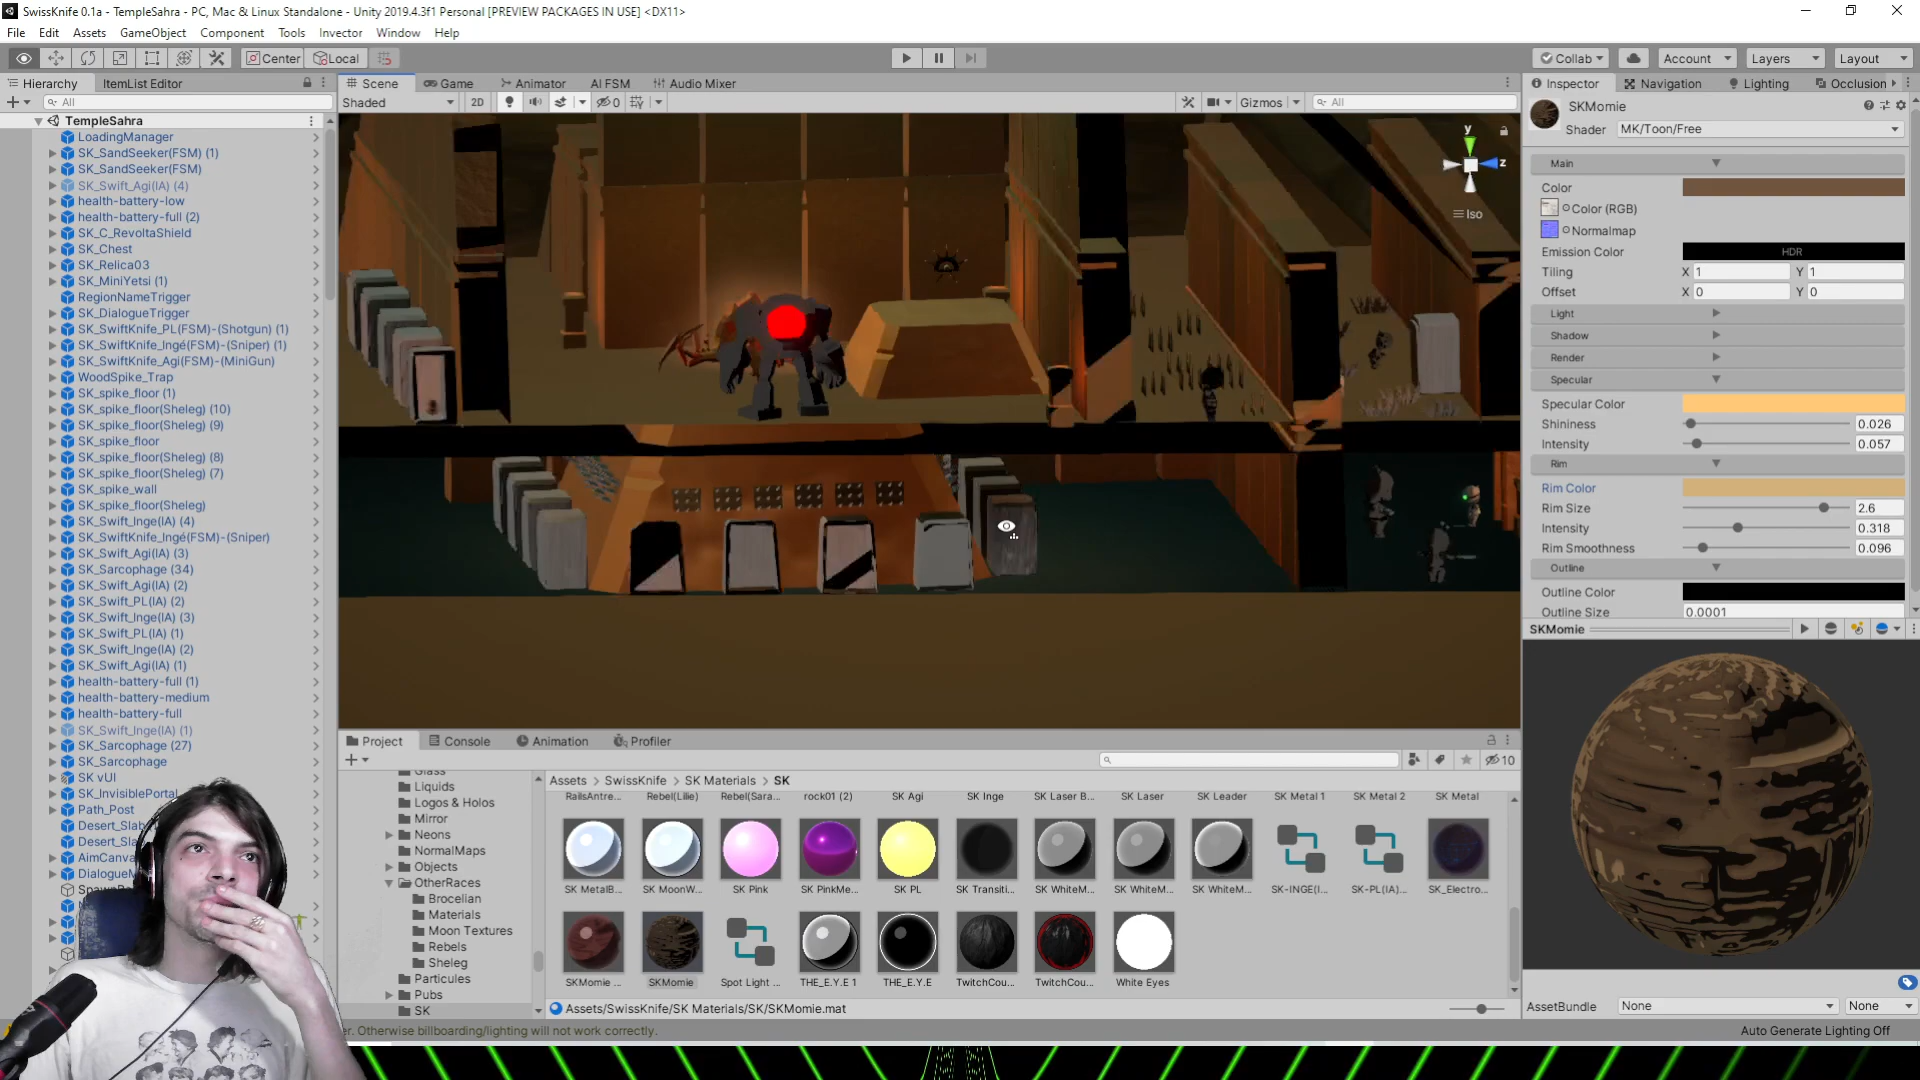 SwissKnife 0.1a - TempleSahra - PC, Mac & Linux Standalone - Unity 2019.4.3f1 Personal [PREVIEW PACKAGES IN USE] <DX11>
File Edit Assets GameObject Component Tools Invector Window Help
Center Local Collab Account Layers Layout
Hierarchy ItemList Editor
All
TempleSahra
LoadingManager
SK_SandSeeker(FSM) (1)
SK_SandSeeker(FSM)
SK_Swift_Agi(IA) (4)
health-battery-low
health-battery-full (2)
SK_C_RevoltaShield
SK_Chest
SK_Relica03
SK_MiniYetsi (1)
RegionNameTrigger
SK_DialogueTrigger
SK_SwiftKnife_PL(FSM)-(Shotgun) (1)
SK_SwiftKnife_Ingé(FSM)-(Sniper) (1)
SK_SwiftKnife_Agi(FSM)-(MiniGun)
WoodSpike_Trap
SK_spike_floor (1)
SK_spike_floor(Sheleg) (10)
SK_spike_floor(Sheleg) (9)
SK_spike_floor
SK_spike_floor(Sheleg) (8)
SK_spike_floor(Sheleg) (7)
SK_spike_wall
SK_spike_floor(Sheleg)
SK_Swift_Inge(IA) (4)
SK_SwiftKnife_Ingé(FSM)-(Sniper)
SK_Swift_Agi(IA) (3)
SK_Sarcophage (34)
SK_Swift_Agi(IA) (2)
SK_Swift_PL(IA) (2)
SK_Swift_Inge(IA) (3)
SK_Swift_PL(IA) (1)
SK_Swift_Inge(IA) (2)
SK_Swift_Agi(IA) (1)
health-battery-full (1)
health-battery-medium
health-battery-full
SK_Swift_Inge(IA) (1)
SK_Sarcophage (27)
SK_Sarcophage
SK vUI
SK_InvisiblePortal
Path_Post
Desert_Slab
Desert_Sla
AimCanva
DialogueM
Scene Game Animator AI FSM Audio Mixer
Shaded 2D 0 Gizmos All
y
z
Iso
Inspector Navigation Lighting Occlusion
SKMomie
Shader MK/Toon/Free
Main
Color
Color (RGB)
Normalmap
Emission Color HDR
Tiling X 1 Y 1
Offset X 0 Y 0
Light
Shadow
Render
Specular
Specular Color
Shininess 0.026
Intensity 0.057
Rim
Rim Color
Rim Size 2.6
Intensity 0.318
Rim Smoothness 0.096
Outline
Outline Color
Outline Size 0.0001
SKMomie
AssetBundle None None
Auto Generate Lighting Off
Project Console Animation Profiler
10
Glass
Liquids
Logos & Holos
Mirror
Neons
NormalMaps
Objects
OtherRaces
Brocelian
Materials
Moon Textures
Rebels
Sheleg
Particules
Pubs
SK
Assets > SwissKnife > SK Materials > SK
RailsAntre... Rebel(Lilie) Rebel(Sara... rock01 (2) SK Agi SK Inge SK Laser B... SK Laser SK Leader SK Metal 1 SK Metal 2 SK Metal
SK MetalB... SK MoonW... SK Pink SK PinkMe... SK PL SK Transiti... SK WhiteM... SK WhiteM... SK WhiteM... SK-INGE(I... SK-PL(IA)... SK_Electro...
SKMomie ... SKMomie Spot Light ... THE_E.Y.E 1 THE_E.Y.E TwitchCou... TwitchCou... White Eyes
Assets/SwissKnife/SK Materials/SK/SKMomie.mat
er. Otherwise billboarding/lighting will not work correctly.